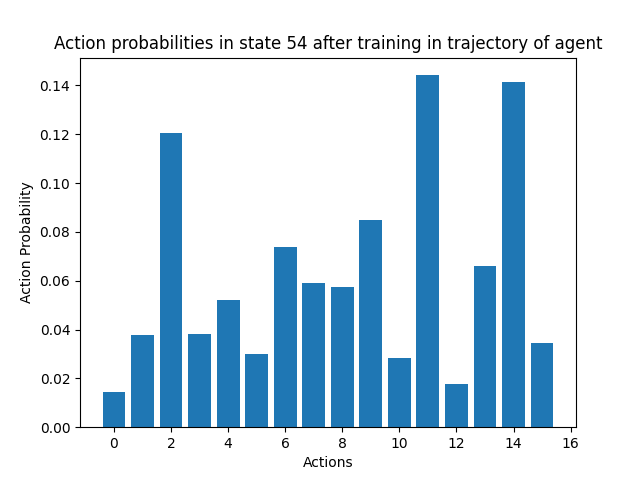 Action probabilities in state 54 after training in trajectory of agent
0.14
0.12
0.10
0.08
0.06
0.04
0.02
0.00
Action Probability
0 2 4 6 8 10 12 14 16
Actions